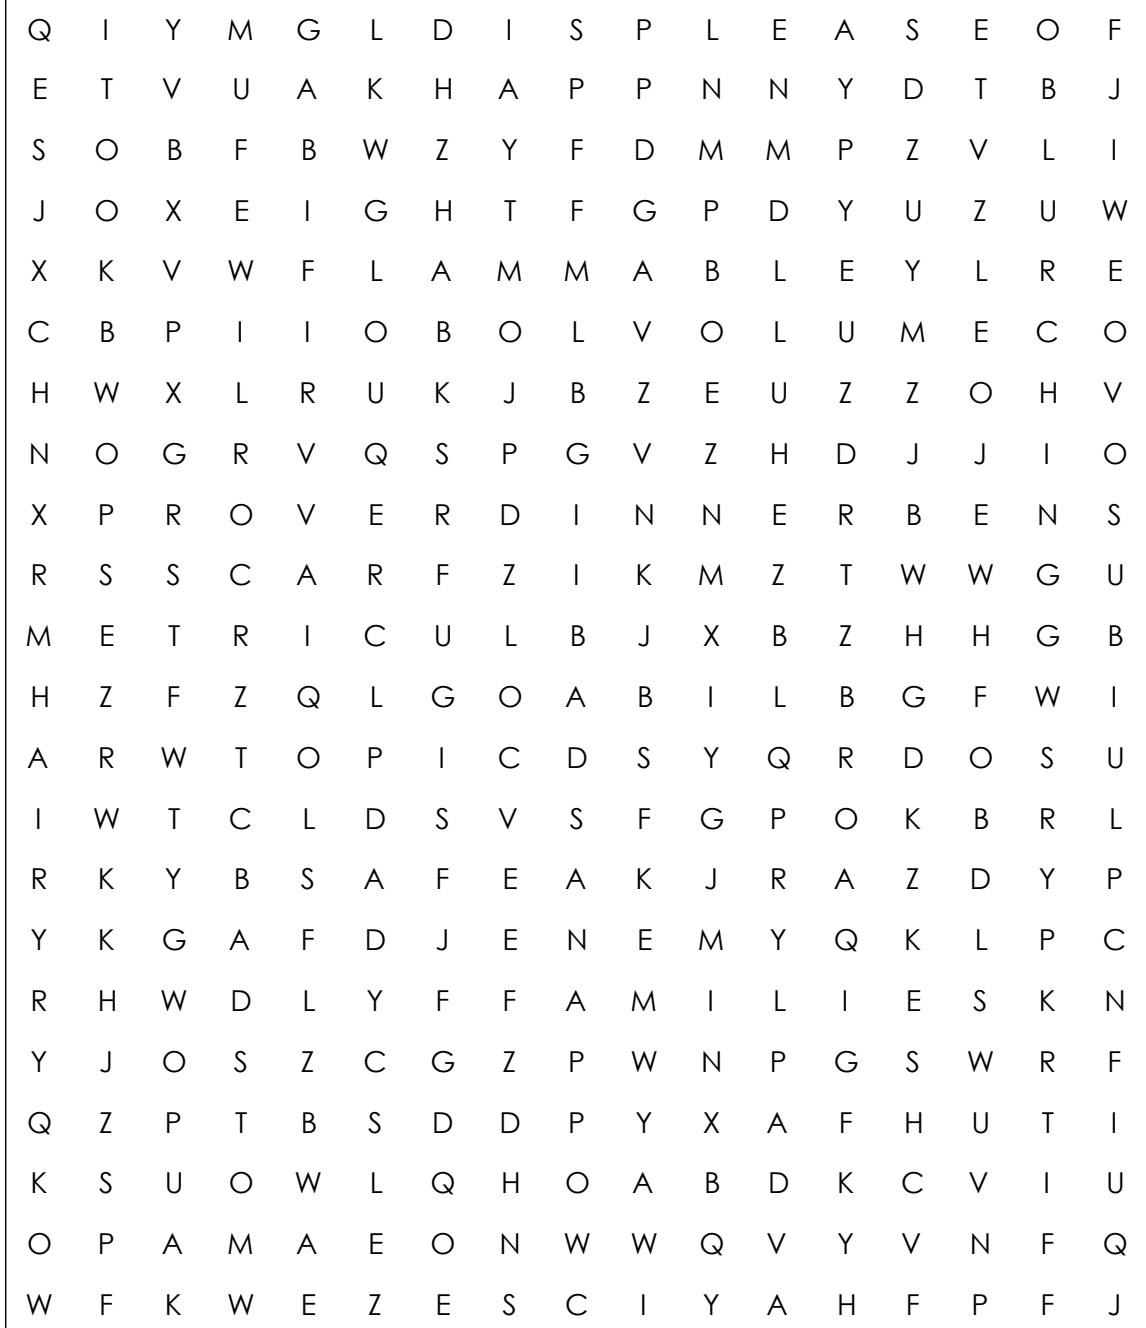 Q I Y M G L D I S P L E A S E O F
E T V U A K H A P P N N Y D T B J
S O B F B W Z Y F D M M P Z V L I
J O X E I G H T F G P D Y U Z U W
X K V W F L A M M A B L E Y L R E
C B P I I O B O L V O L U M E C O
H W X L R U K J B Z E U Z Z O H V
N O G R V Q S P G V Z H D J J I O
X P R O V E R D I N N E R B E N S
R S S C A R F Z I K M Z T W W G U
M E T R I C U L B J X B Z H H G B
H Z F Z Q L G O A B I L B G F W I
A R W T O P I C D S Y Q R D O S U
I W T C L D S V S F G P O K B R L
R K Y B S A F E A K J R A Z D Y P
Y K G A F D J E N E M Y Q K L P C
R H W D L Y F F A M I L I E S K N
Y J O S Z C G Z P W N P G S W R F
Q Z P T B S D D P Y X A F H U T I
K S U O W L Q H O A B D K C V I U
O P A M A E O N W W Q V Y V N F Q
W F K W E Z E S C I Y A H F P F J